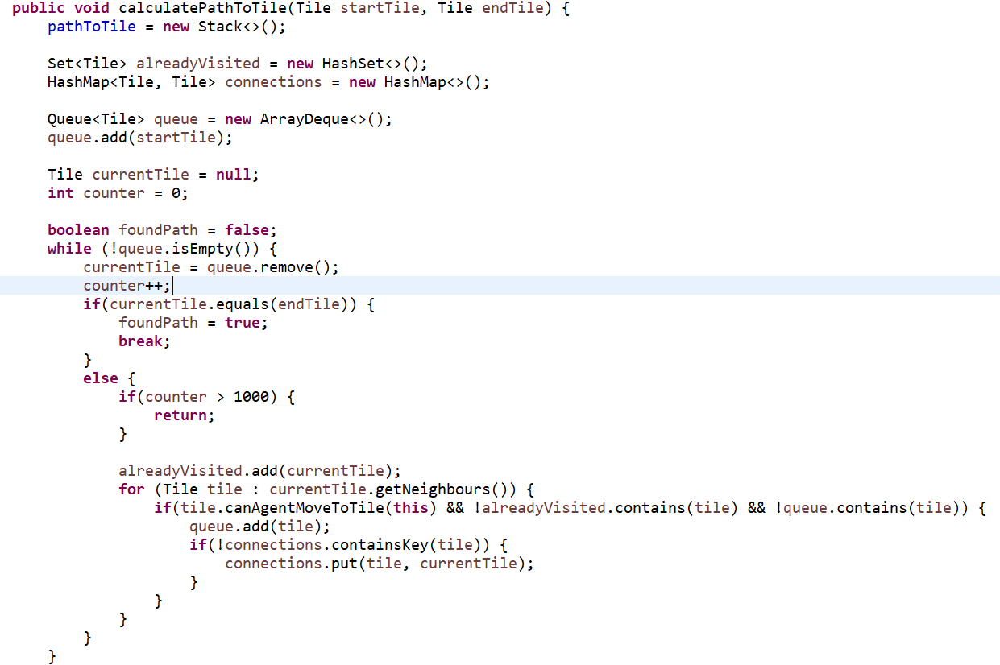 public void calculatePathToTile(Tile startTile, Tile endTile) {
    pathToTile = new Stack<>();

    Set<Tile> alreadyVisited = new HashSet<>();
    HashMap<Tile, Tile> connections = new HashMap<>();

    Queue<Tile> queue = new ArrayDeque<>();
    queue.add(startTile);

    Tile currentTile = null;
    int counter = 0;

    boolean foundPath = false;
    while (!queue.isEmpty()) {
        currentTile = queue.remove();
        counter++;
        if(currentTile.equals(endTile)) {
            foundPath = true;
            break;
        }
        else {
            if(counter > 1000) {
                return;
            }

            alreadyVisited.add(currentTile);
            for (Tile tile : currentTile.getNeighbours()) {
                if(tile.canAgentMoveToTile(this) && !alreadyVisited.contains(tile) && !queue.contains(tile)) {
                    queue.add(tile);
                    if(!connections.containsKey(tile)) {
                        connections.put(tile, currentTile);
                    }
                }
            }
        }
    }